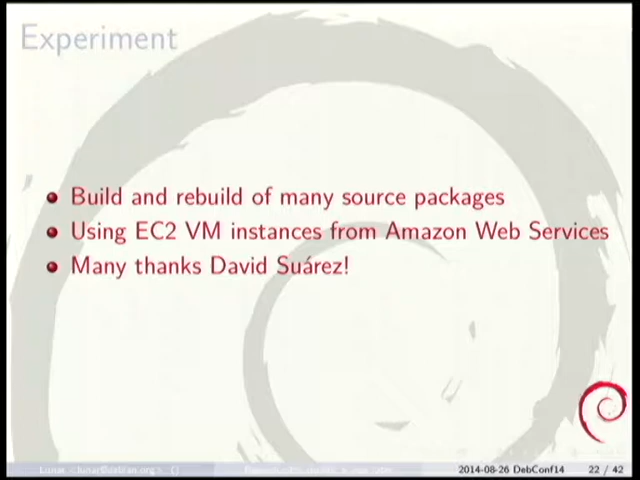 Experiment
Build and rebuild of many source packages
Using EC2 VM instances from Amazon Web Services
Many thanks David Suárez!
2014-08-26 DebConf14 22 / 42